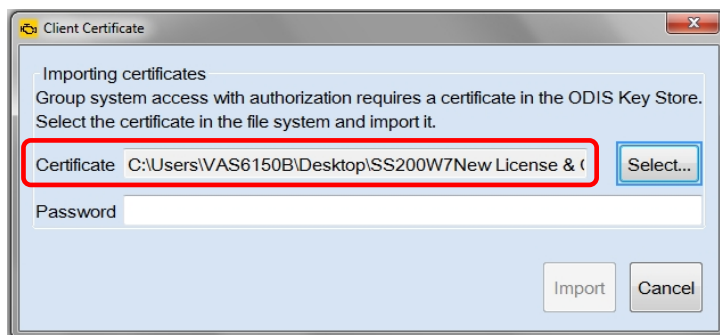 Client Certificate
Importing certificates
Group system access with authorization requires a certificate in the ODIS Key Store.
Select the certificate in the file system and import it.
Certificate C:\Users\VAS6150B\Desktop\SS200W7New License & Select...
Password
Import Cancel